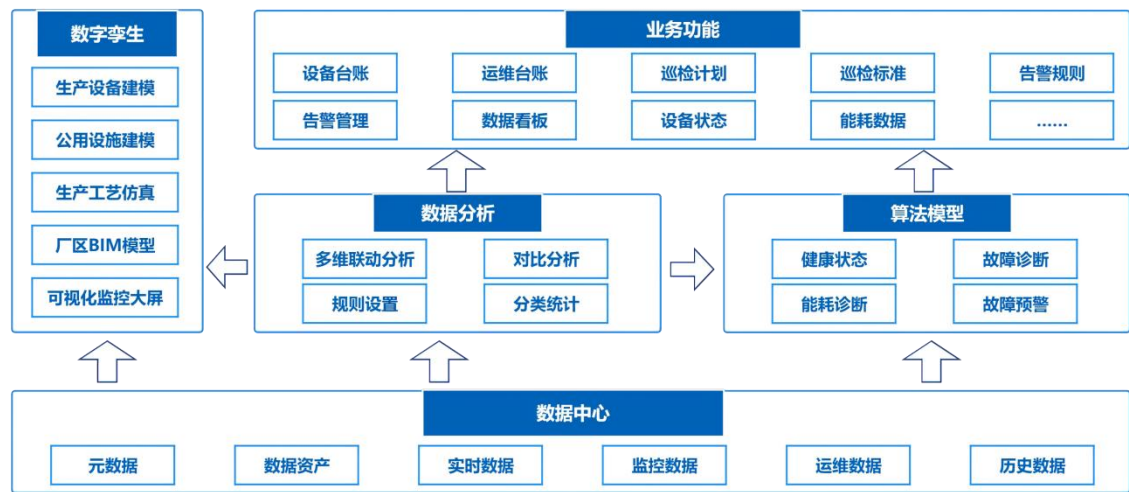 数字孪生
生产设备建模
公用设施建模
生产工艺仿真
厂区BIM模型
可视化监控大屏
业务功能
设备台账
运维台账
巡检计划
巡检标准
告警规则
告警管理
数据看板
设备状态
能耗数据
......
数据分析
多维联动分析
对比分析
规则设置
分类统计
算法模型
健康状态
故障诊断
能耗诊断
故障预警
数据中心
元数据
数据资产
实时数据
监控数据
运维数据
历史数据